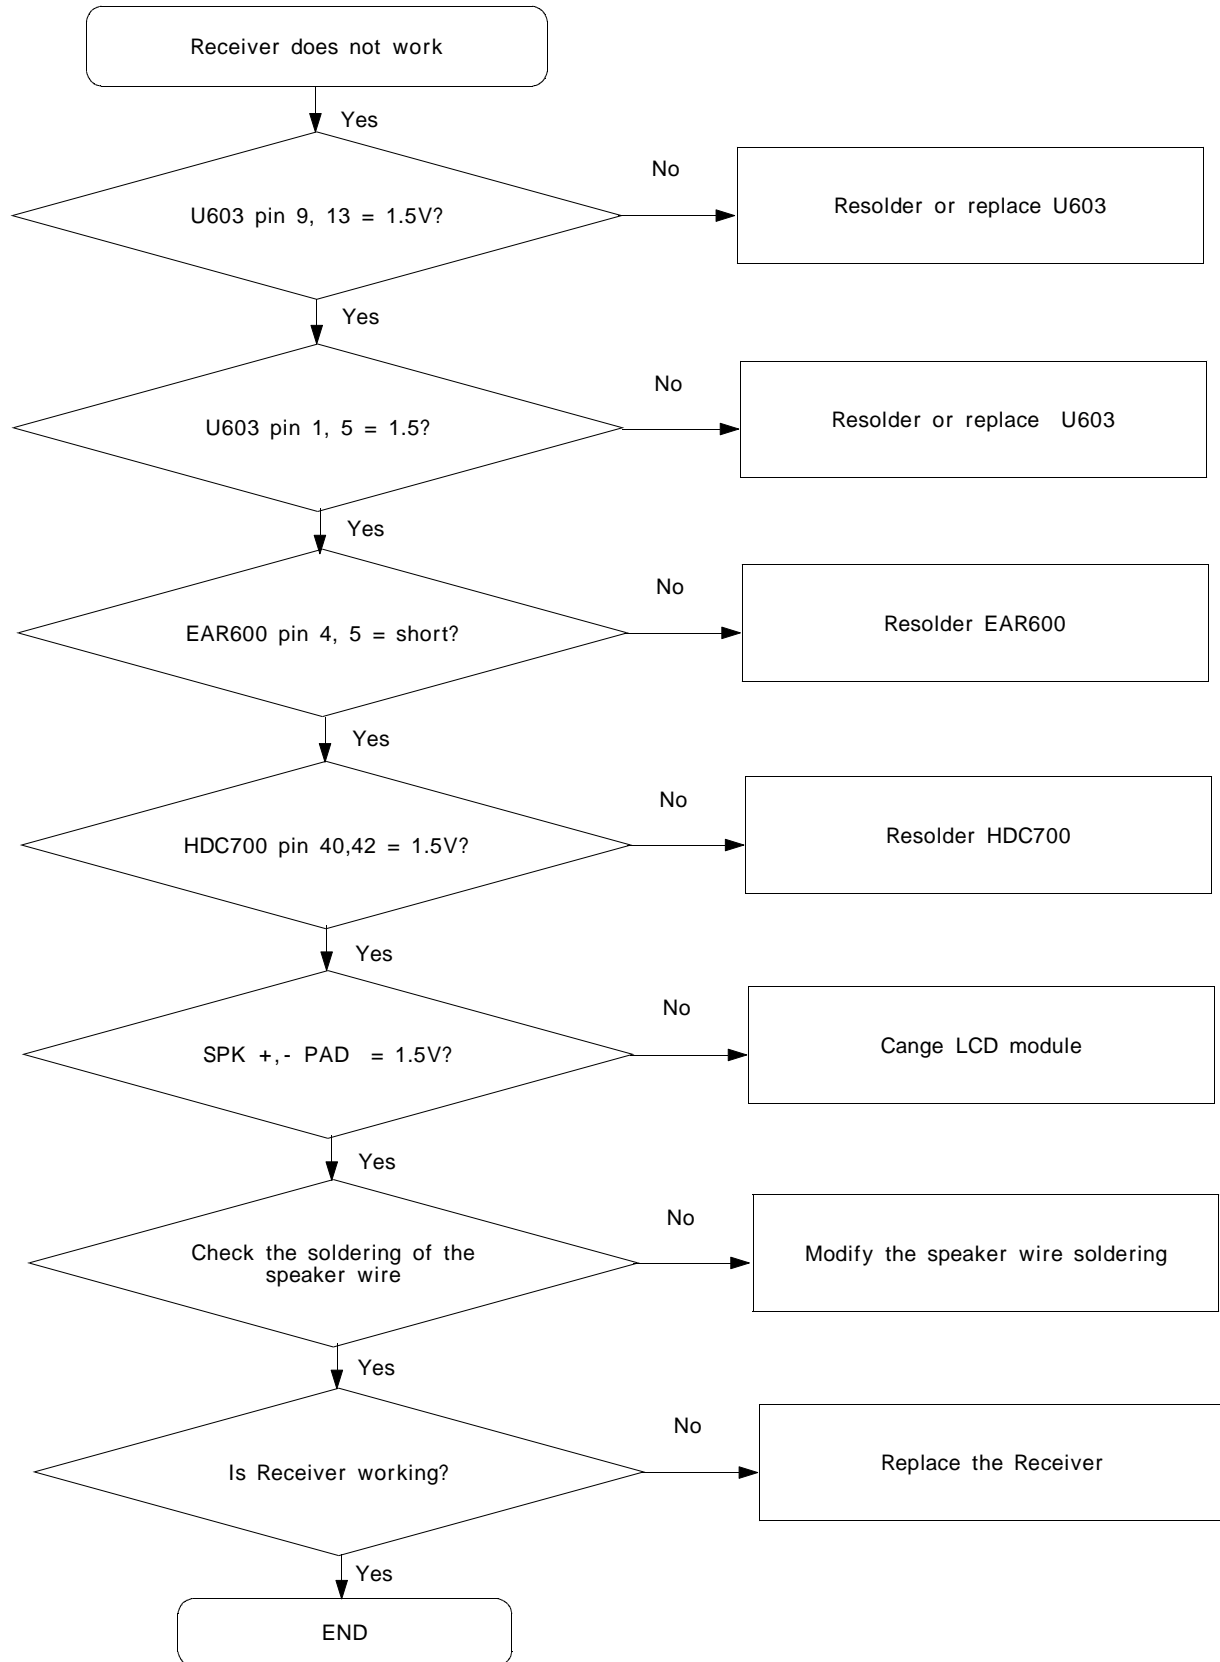 Receiver does not work
Yes
U603 pin 9, 13 = 1.5V?
No
Resolder or replace U603
Yes
U603 pin 1, 5 = 1.5?
No
Resolder or replace U603
Yes
EAR600 pin 4, 5 = short?
No
Resolder EAR600
Yes
HDC700 pin 40,42 = 1.5V?
No
Resolder HDC700
Yes
SPK +,- PAD = 1.5V?
No
Cange LCD module
Yes
Check the soldering of the
speaker wire
No
Modify the speaker wire soldering
Yes
Is Receiver working?
No
Replace the Receiver
Yes
END